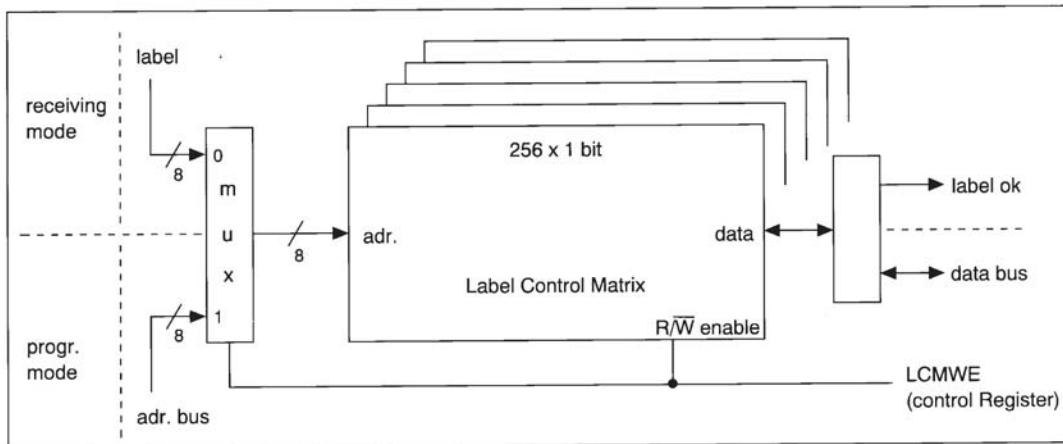 label
receiving
mode
8
0
m
u
x
1
8
256 x 1 bit
adr.
data
8
Label Control Matrix
R/W̅ enable
label ok
data bus
8
progr.
mode
adr. bus
LCMWE
(control Register)